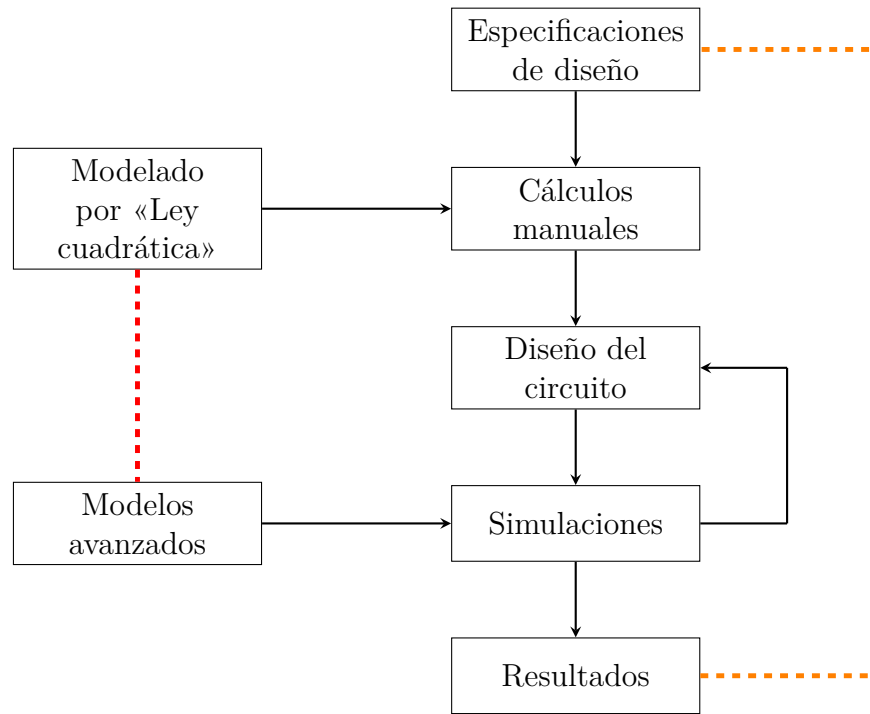 Especificaciones
de diseño
Modelado
por «Ley
cuadrática»
Cálculos
manuales
Diseño del
circuito
Modelos
avanzados
Simulaciones
Resultados